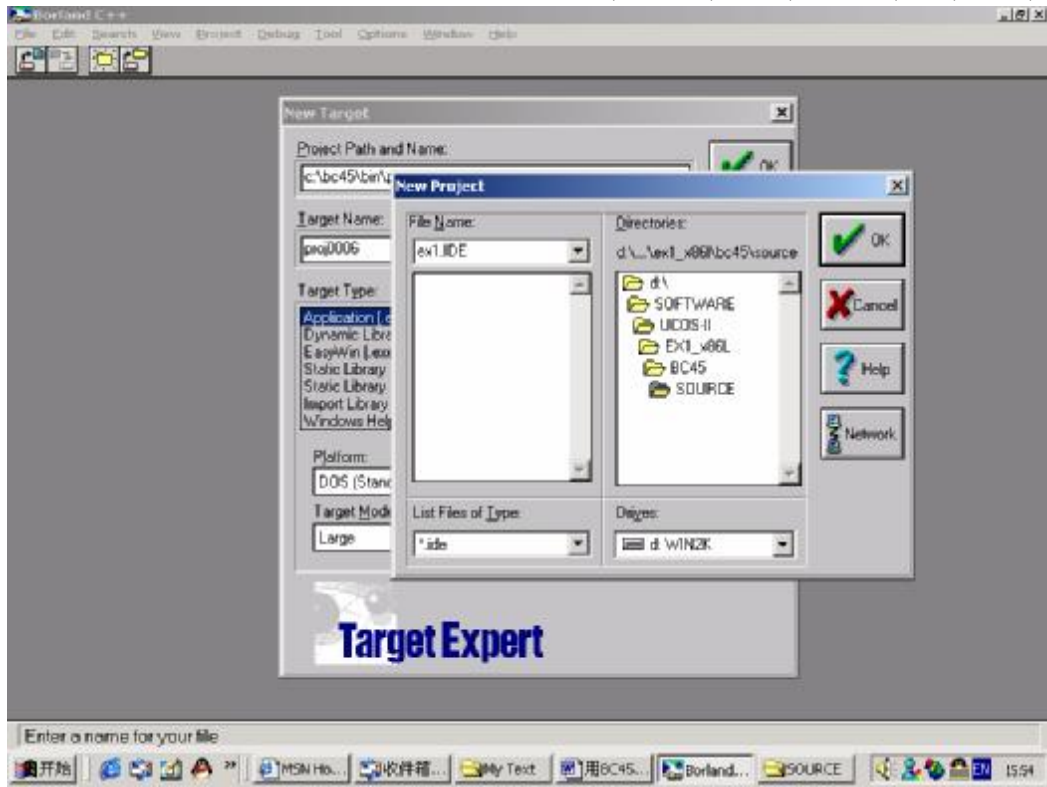 Borland C++
File Edit Search View Project Debug Tool Options Window Help
New Target
Project Path and Name:
c:\bc45\bin\
OK
Target Name:
proj0006
Target Type:
Application [.e
Dynamic Libra
EasyWin [.exe
Static Library
Static Library
Import Library
Windows Help
Platform:
DOS (Stand
Target Mode
Large
Target Expert
New Project
File Name:
ex1.IDE
List Files of Type:
*.ide
Directories:
d:\...\ex1_x86l\bc45\source
d:\
SOFTWARE
UCOS-II
EX1_x86L
BC45
SOURCE
Drives:
d: WIN2K
OK
Cancel
Help
Network
Enter a name for your file
开始
»
MSN Ho...
收件箱...
My Text
用BC45...
Borland...
SOURCE
EN
15:54